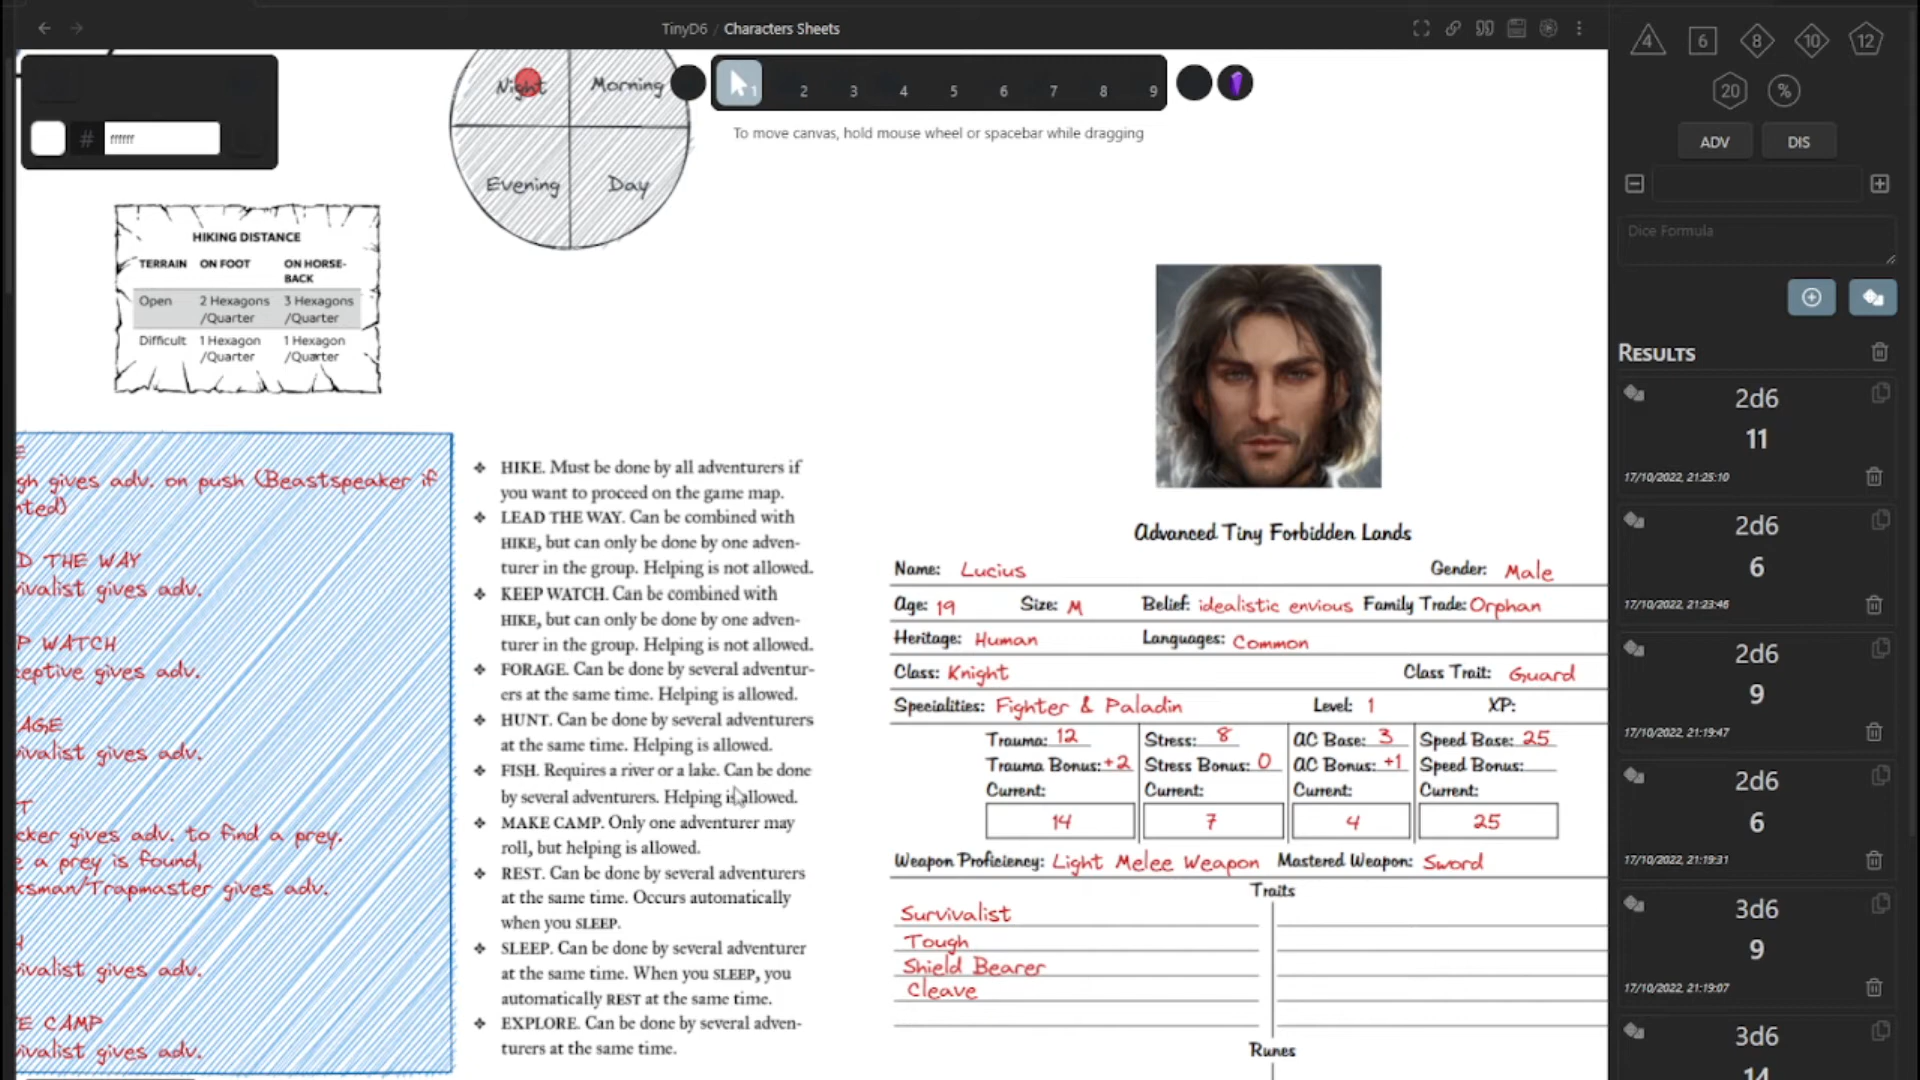 TinyD6 / Characters Sheets
# ffffff
Night
Morning
Evening
Day
1 2 3 4 5 6 7 8 9
To move canvas, hold mouse wheel or spacebar while dragging
HIKING DISTANCE
TERRAIN ON FOOT ON HORSE-
BACK
Open 2 Hexagons 3 Hexagons
/Quarter /Quarter
Difficult 1 Hexagon 1 Hexagon
/Quarter /Quarter
gives adv. on push (Beastspeaker if
THE WAY
gives adv.
WATCH
gives adv.
gives adv.
gives adv. to find a prey.
a prey is found,
/Trapmaster gives adv.
gives adv.
CAMP
gives adv.
❖ HIKE. Must be done by all adventurers if
you want to proceed on the game map.
❖ LEAD THE WAY. Can be combined with
HIKE, but can only be done by one adven-
turer in the group. Helping is not allowed.
❖ KEEP WATCH. Can be combined with
HIKE, but can only be done by one adven-
turer in the group. Helping is not allowed.
❖ FORAGE. Can be done by several adventur-
ers at the same time. Helping is allowed.
❖ HUNT. Can be done by several adventurers
at the same time. Helping is allowed.
❖ FISH. Requires a river or a lake. Can be done
by several adventurers. Helping is allowed.
❖ MAKE CAMP. Only one adventurer may
roll, but helping is allowed.
❖ REST. Can be done by several adventurers
at the same time. Occurs automatically
when you SLEEP.
❖ SLEEP. Can be done by several adventurer
at the same time. When you SLEEP, you
automatically REST at the same time.
❖ EXPLORE. Can be done by several adven-
turers at the same time.
Advanced Tiny Forbidden Lands
Name: Lucius Gender: Male
Age: 19 Size: M Belief: idealistic envious Family Trade: Orphan
Heritage: Human Languages: Common
Class: Knight Class Trait: Guard
Specialities: Fighter & Paladin Level: 1 XP:
Trauma: 12 Stress: 8 AC Base: 3 Speed Base: 25
Trauma Bonus: +2 Stress Bonus: 0 AC Bonus: +1 Speed Bonus:
Current: Current: Current: Current:
14 7 4 25
Weapon Proficiency: Light Melee Weapon Mastered Weapon: Sword
Traits
Survivalist
Tough
Shield Bearer
Cleave
Runes
4 6 8 10 12
20 %
ADV DIS
Dice Formula
RESULTS
2d6
11
17/10/2022, 21:25:10
2d6
6
17/10/2022, 21:23:46
2d6
9
17/10/2022, 21:19:47
2d6
6
17/10/2022, 21:19:31
3d6
9
17/10/2022, 21:19:07
3d6
14